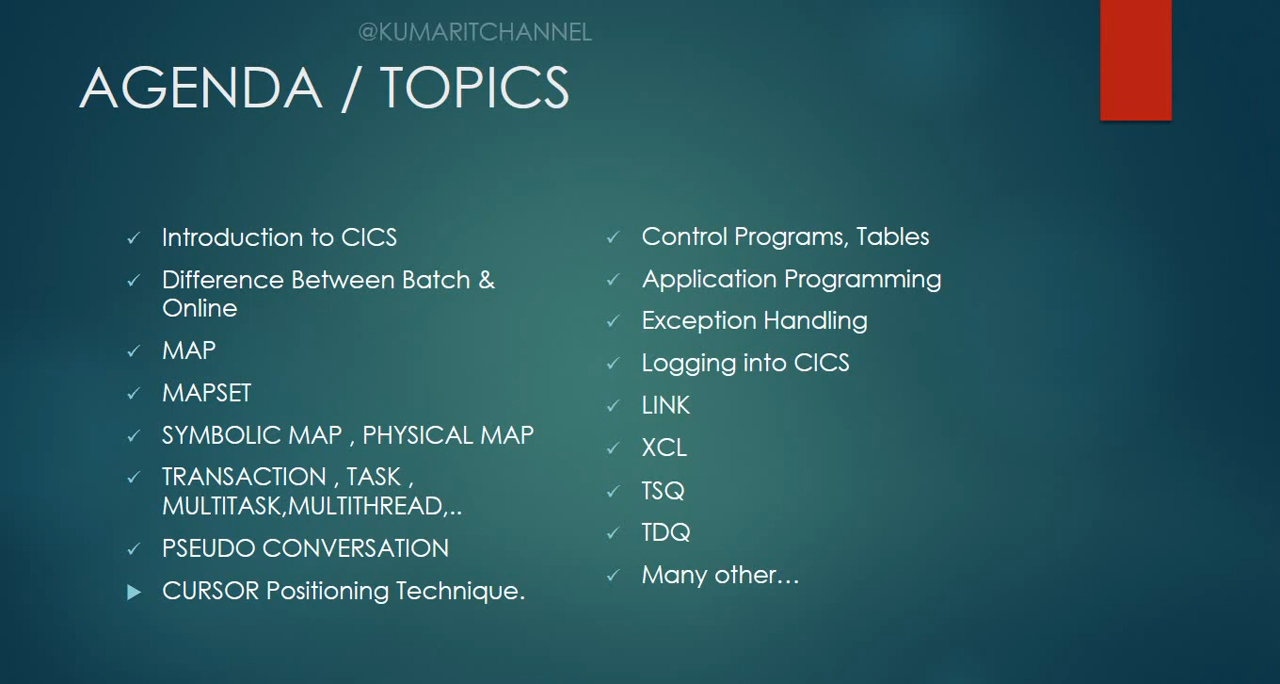 @KUMARITCHANNEL
AGENDA / TOPICS
Introduction to CICS
Difference Between Batch &
Online
MAP
MAPSET
SYMBOLIC MAP , PHYSICAL MAP
TRANSACTION , TASK ,
MULTITASK,MULTITHREAD,..
PSEUDO CONVERSATION
CURSOR Positioning Technique.
Control Programs, Tables
Application Programming
Exception Handling
Logging into CICS
LINK
XCL
TSQ
TDQ
Many other…